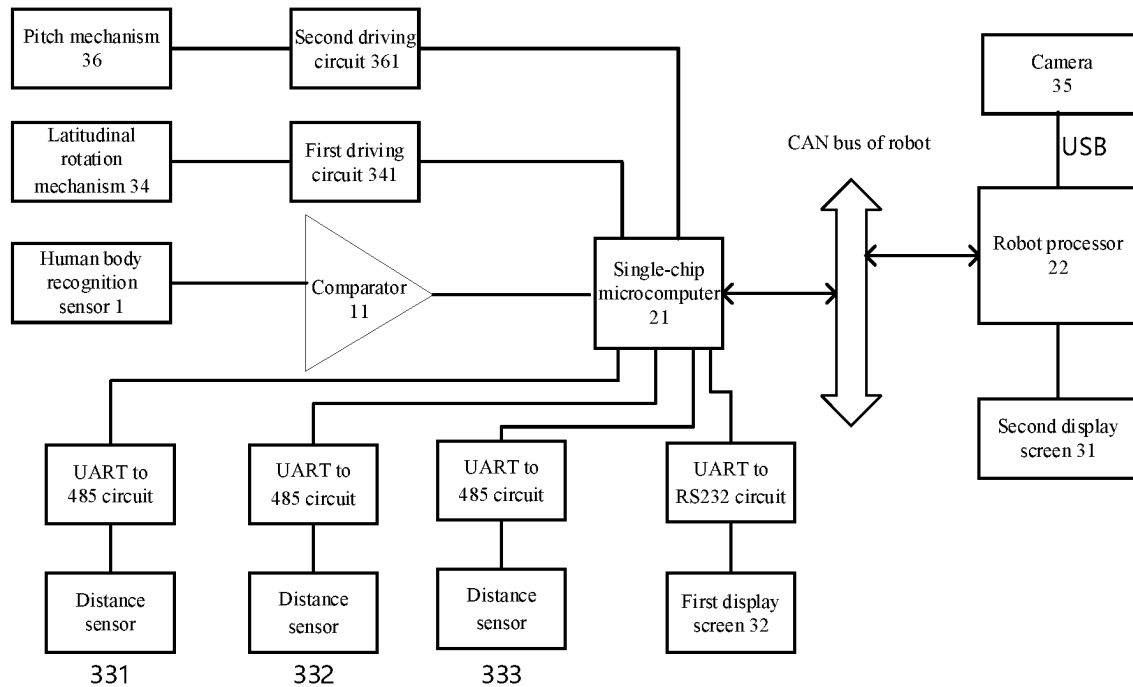 Pitch mechanism
36
Second driving
circuit 361
Camera
35
USB
Latitudinal
rotation
mechanism 34
First driving
circuit 341
CAN bus of robot
Human body
recognition
sensor 1
Comparator
11
Single-chip
microcomputer
21
Robot processor
22
UART to
485 circuit
UART to
485 circuit
UART to
485 circuit
UART to
RS232 circuit
Second display
screen 31
Distance
sensor
Distance
sensor
Distance
sensor
First display
screen 32
331
332
333